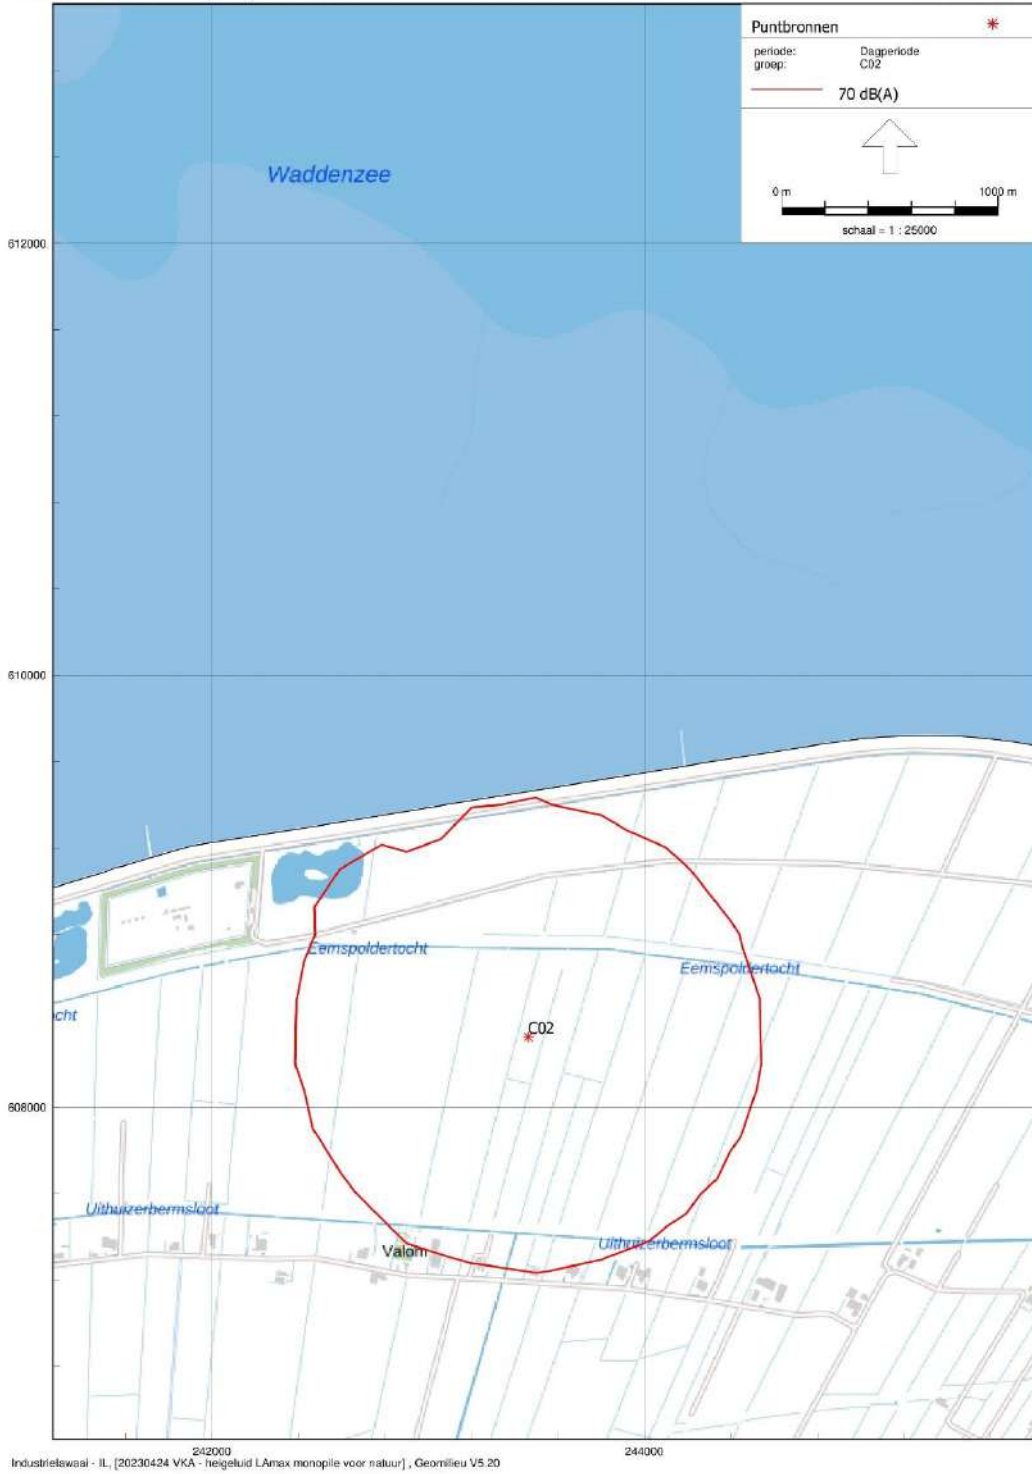 Puntbronnen
periode: Dagperiode
groep: C02
70 dB(A)
0 m 1000 m
schaal = 1 : 25000
Waddenzee
612000
610000
Eemspoldertocht
Eemspoldertocht
cht
C02
608000
Uithuizerbermsloot
Uithuizerbermsloot
Valom
242000 244000
Industrielawaai - IL, [20230424 VKA - heigeluid LAmax monopile voor natuur] , Geomilieu V5.20